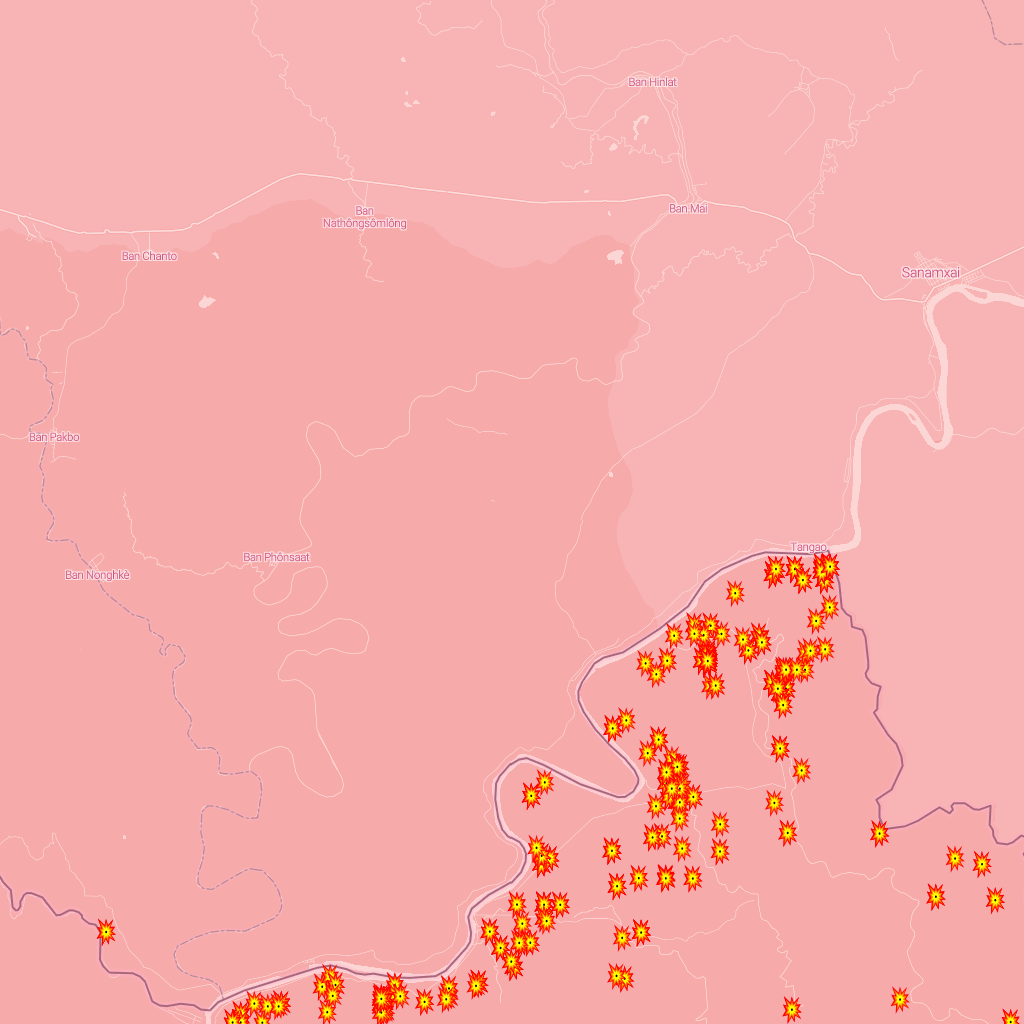 Ban Hinlat
Ban Mai
Ban
Nathôngsômlông
Ban Chanto
Sanamxai
Ban Pakbo
Tangao
Ban Phônsaat
Ban Nonghkè